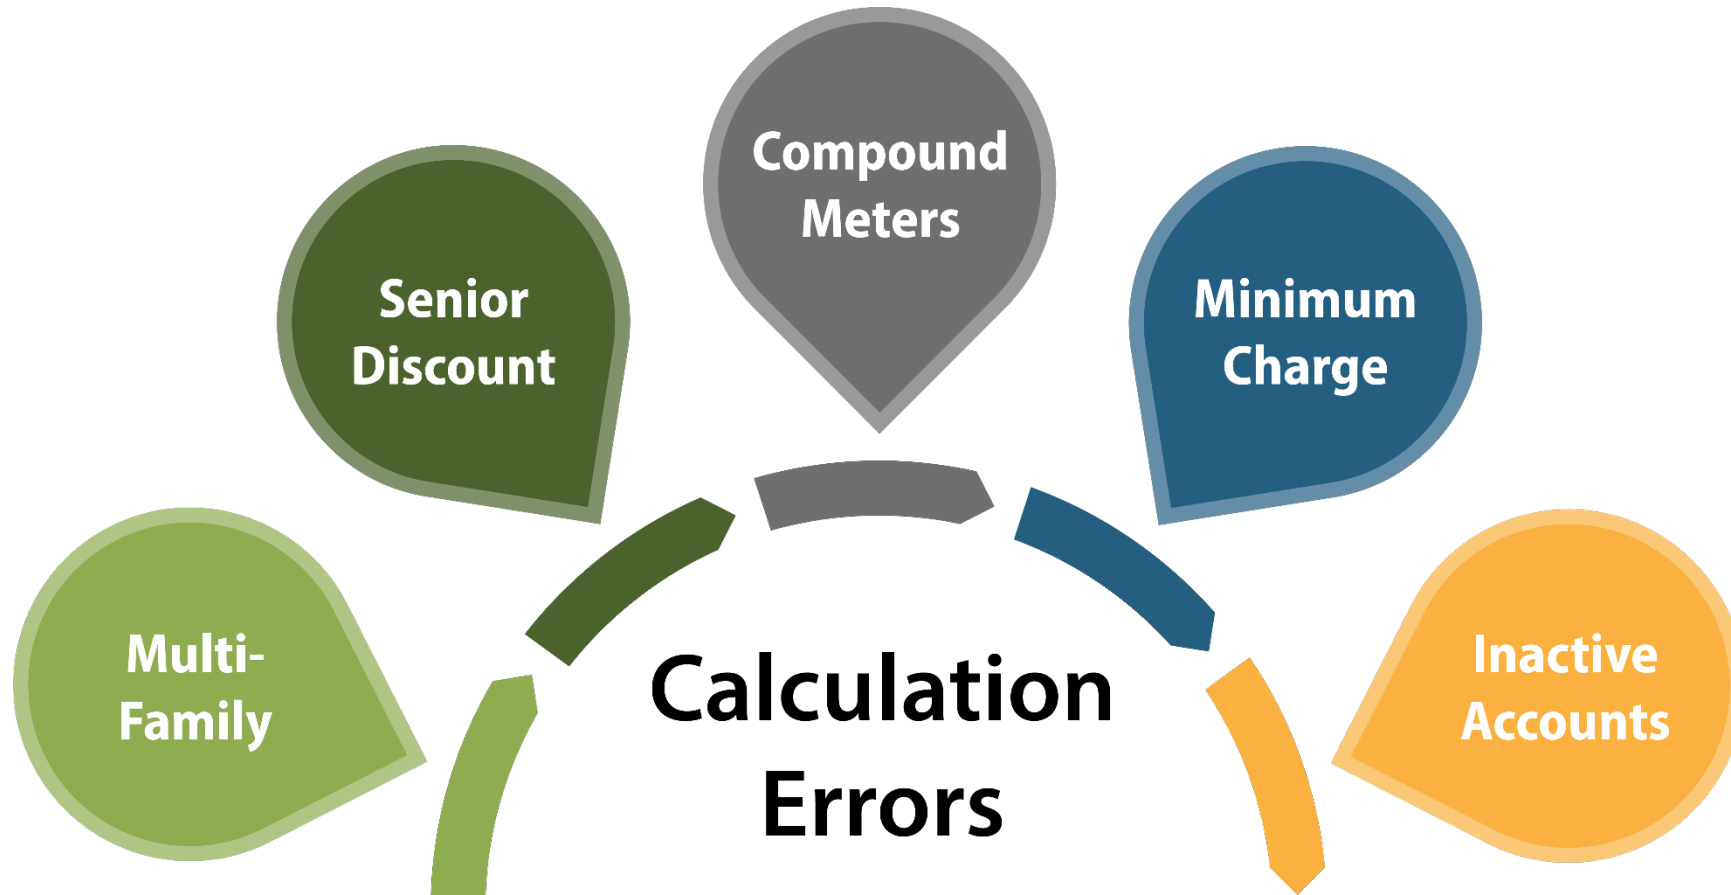 Compound
Meters
Senior
Discount
Minimum
Charge
Multi-
Family
Inactive
Accounts
Calculation
Errors